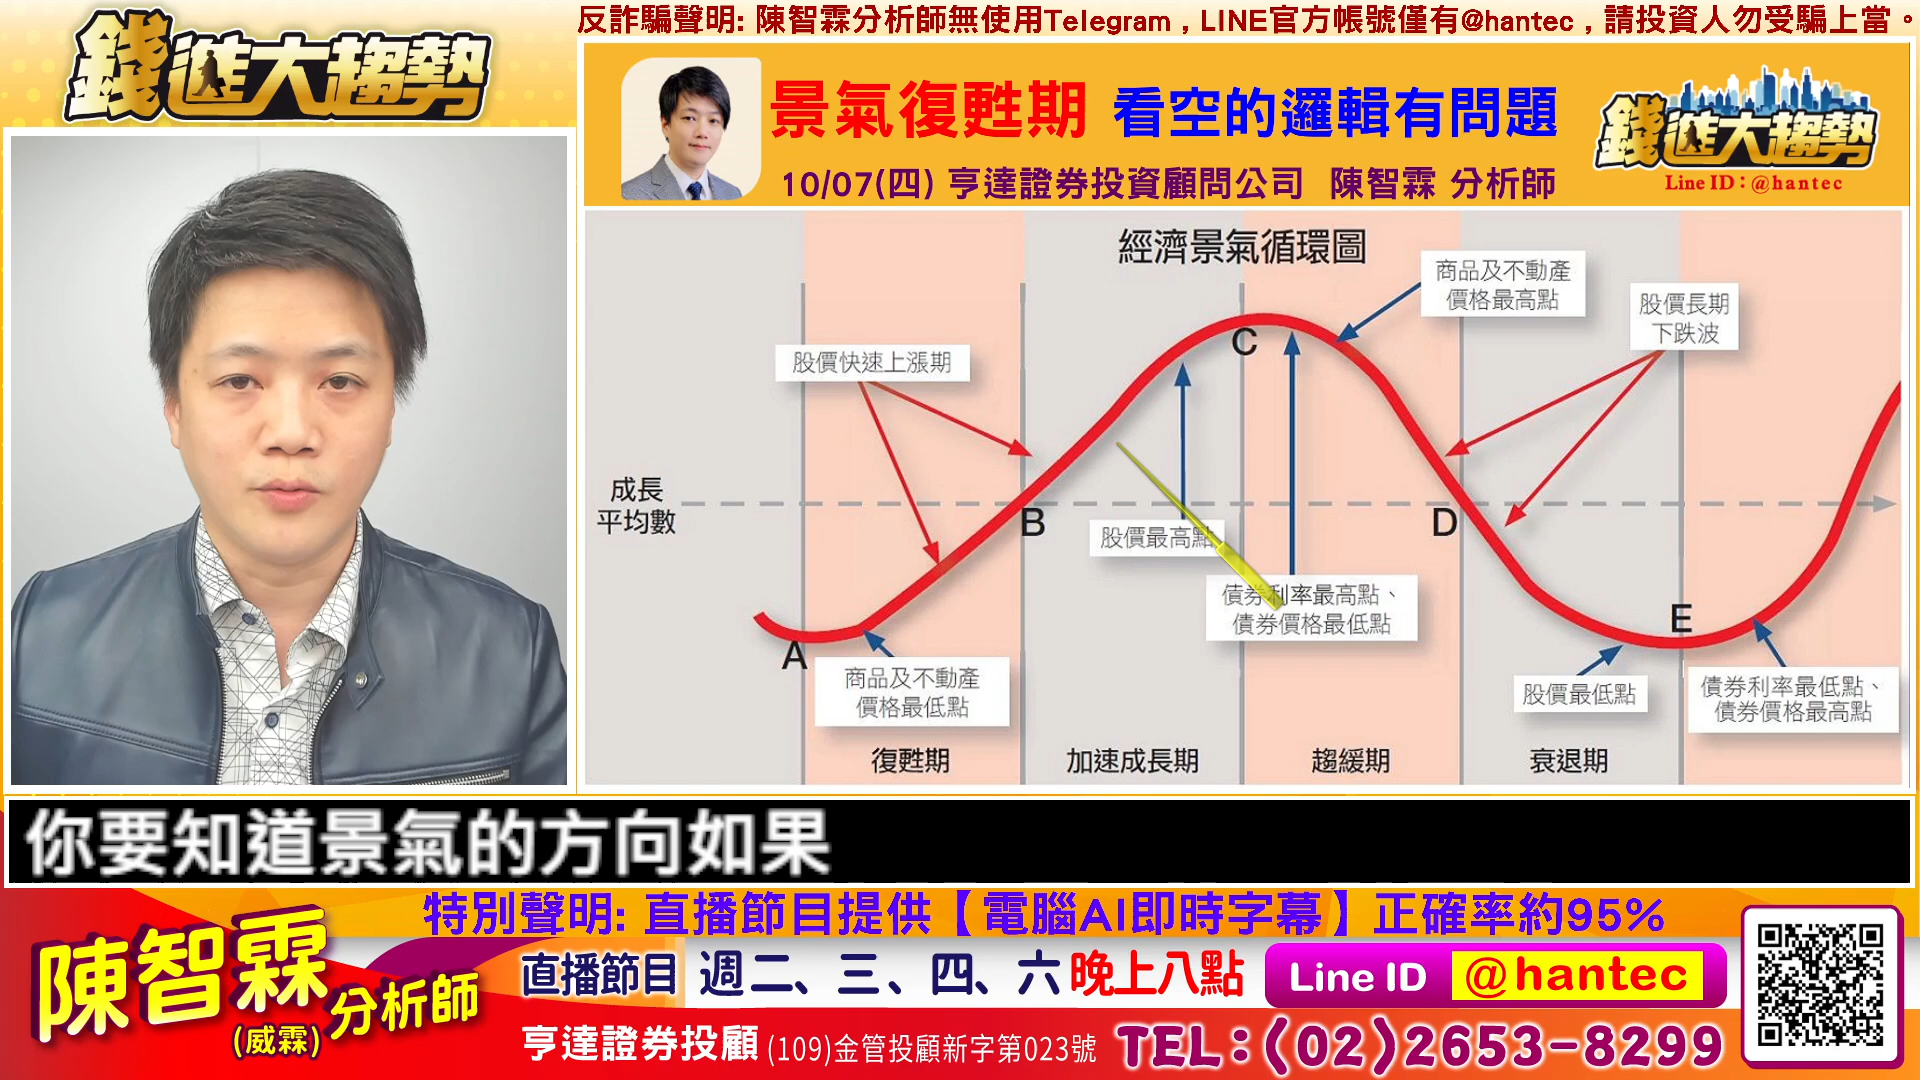 反詐騙聲明: 陳智霖分析師無使用Telegram , LINE官方帳號僅有@hantec , 請投資人勿受騙上當。
錢進大趨勢
景氣復甦期 看空的邏輯有問題
10/07(四) 亨達證券投資顧問公司 陳智霖 分析師
錢進大趨勢
Line ID：@hantec
經濟景氣循環圖
商品及不動產
價格最高點
股價長期
下跌波
股價快速上漲期
C
成長
平均數
B
D
股價最高點
債券利率最高點、
債券價格最低點
A
E
商品及不動產
價格最低點
股價最低點
債券利率最低點、
債券價格最高點
復甦期
加速成長期
趨緩期
衰退期
你要知道景氣的方向如果
特別聲明: 直播節目提供【電腦AI即時字幕】正確率約95%
陳智霖
(威霖)
分析師
直播節目 週二、三、四、六 晚上八點
Line ID @hantec
亨達證券投顧 (109)金管投顧新字第023號 TEL：(02)2653-8299